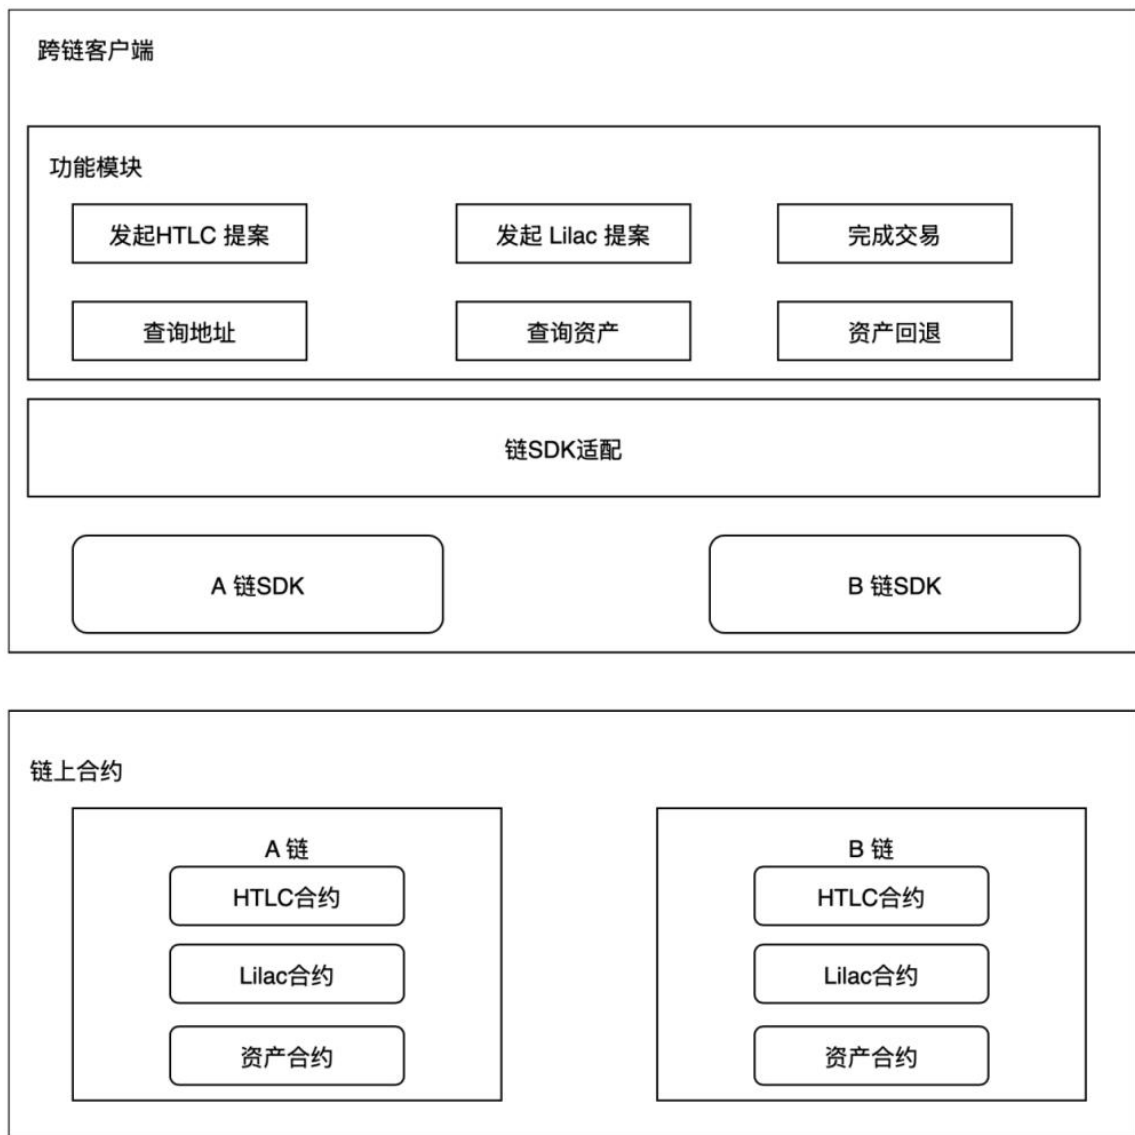 跨链客户端
功能模块
发起HTLC 提案
发起 Lilac 提案
完成交易
查询地址
查询资产
资产回退
链SDK适配
A 链SDK
B 链SDK
链上合约
A 链
HTLC合约
Lilac合约
资产合约
B 链
HTLC合约
Lilac合约
资产合约